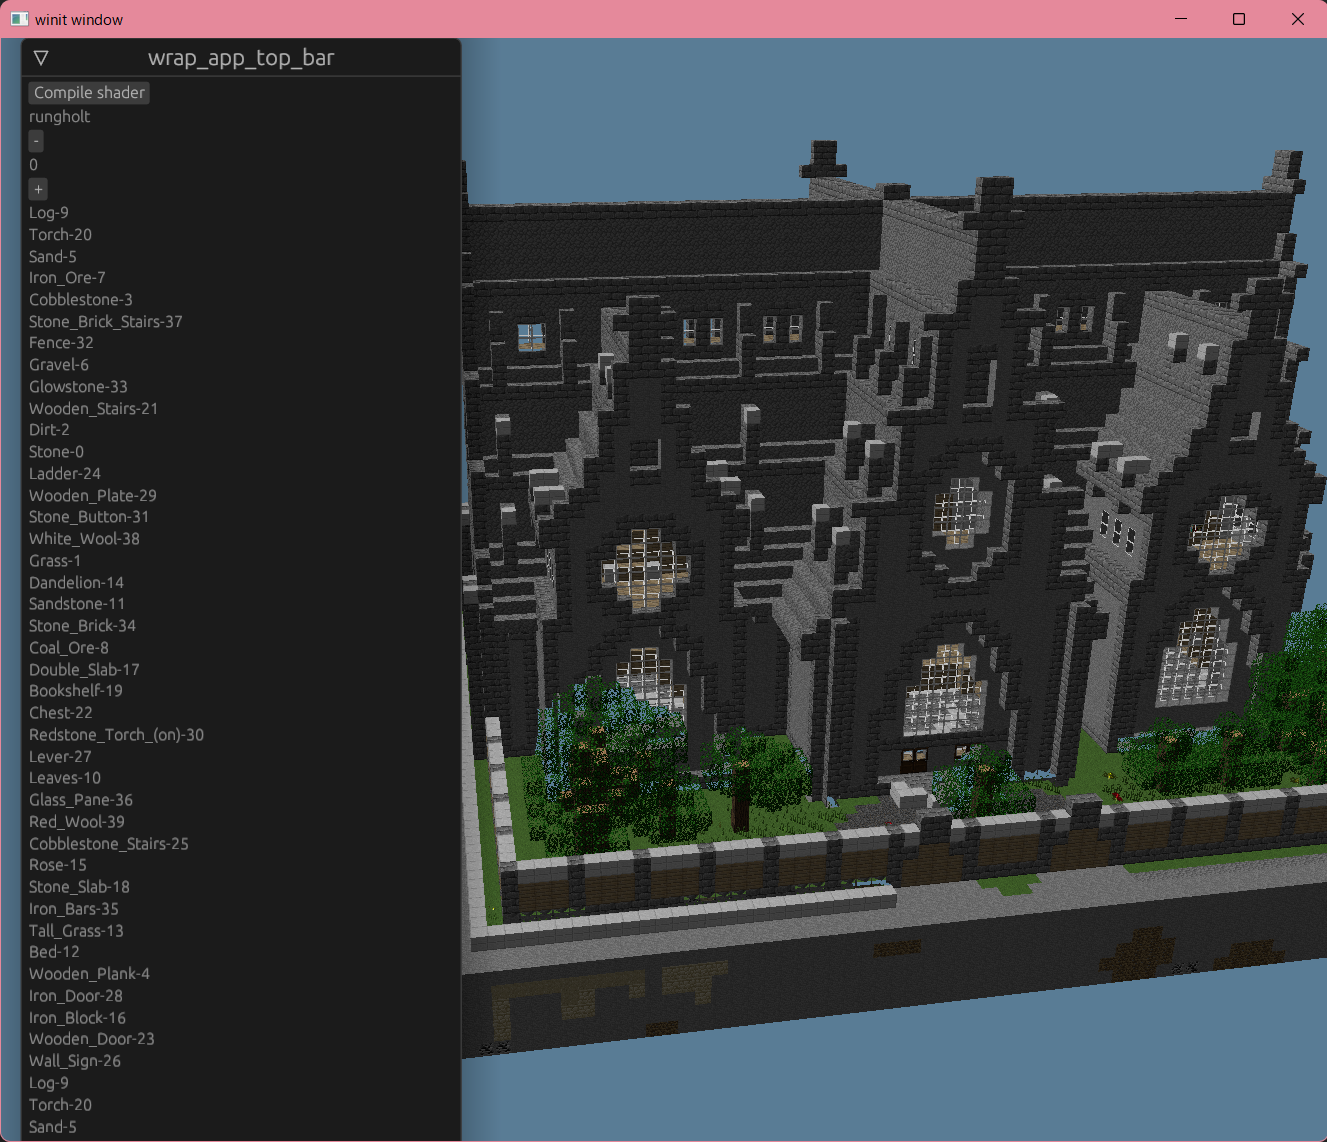 winit window
wrap_app_top_bar
Compile shader
rungholt
-
0
+
Log-9
Torch-20
Sand-5
Iron_Ore-7
Cobblestone-3
Stone_Brick_Stairs-37
Fence-32
Gravel-6
Glowstone-33
Wooden_Stairs-21
Dirt-2
Stone-0
Ladder-24
Wooden_Plate-29
Stone_Button-31
White_Wool-38
Grass-1
Dandelion-14
Sandstone-11
Stone_Brick-34
Coal_Ore-8
Double_Slab-17
Bookshelf-19
Chest-22
Redstone_Torch_(on)-30
Lever-27
Leaves-10
Glass_Pane-36
Red_Wool-39
Cobblestone_Stairs-25
Rose-15
Stone_Slab-18
Iron_Bars-35
Tall_Grass-13
Bed-12
Wooden_Plank-4
Iron_Door-28
Iron_Block-16
Wooden_Door-23
Wall_Sign-26
Log-9
Torch-20
Sand-5